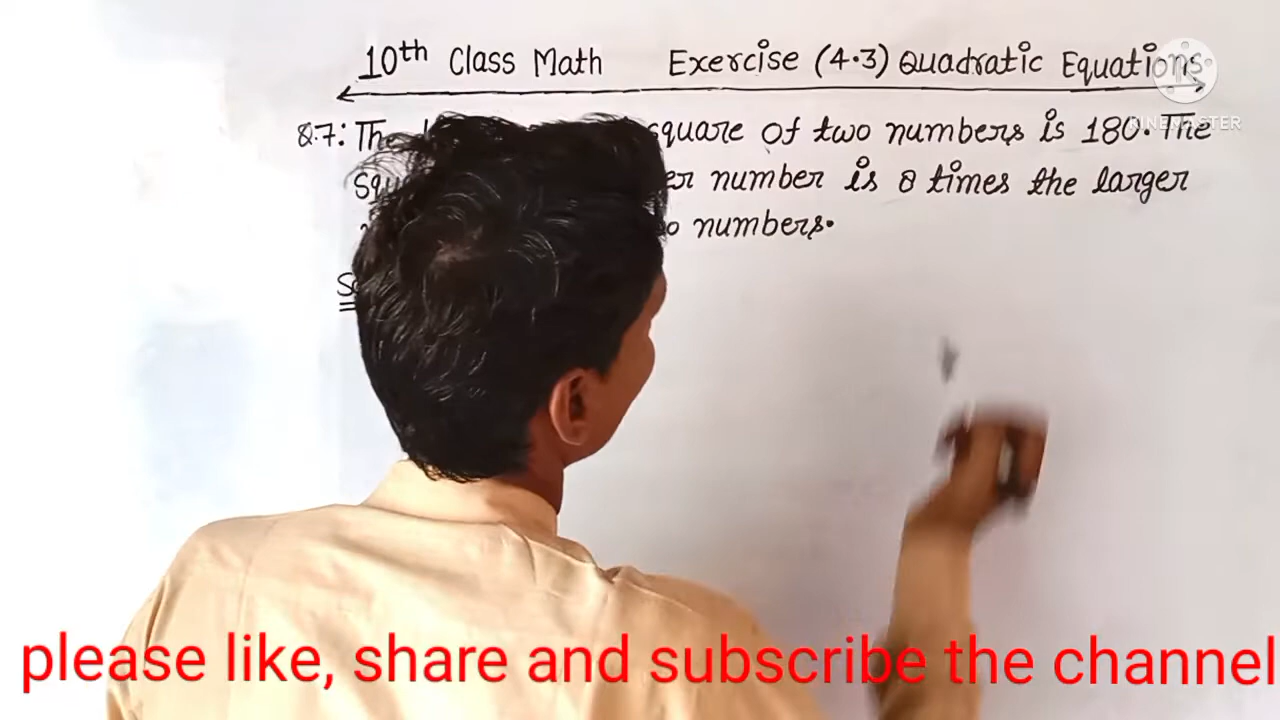 10th Class Math Exercise (4.3) Quadratic Equations
Q.7: The square of two numbers is 180. The
number is 8 times the larger
numbers.
KINEMASTER
please like, share and subscribe the channel